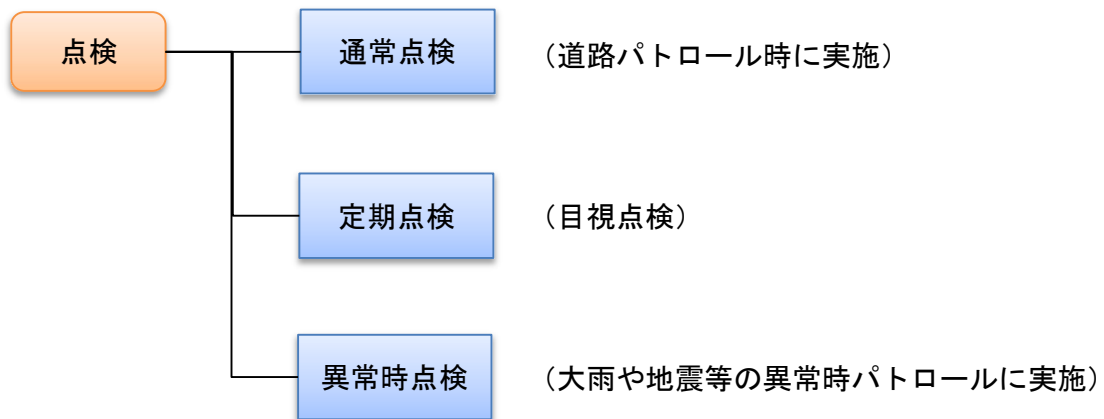 点検
通常点検 （道路パトロール時に実施）
定期点検 （目視点検）
異常時点検 （大雨や地震等の異常時パトロールに実施）